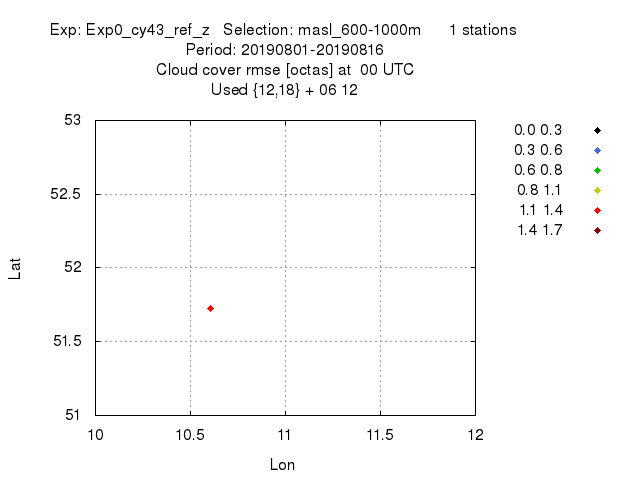 Exp: Exp0_cy43_ref_z Selection: masl_600-1000m 1 stations
Period: 20190801-20190816
Cloud cover rmse [octas] at 00 UTC
Used {12,18} + 06 12
53
52.5
52
51.5
51
10
10.5
11
11.5
12
Lat
Lon
0.0 0.3
0.3 0.6
0.6 0.8
0.8 1.1
1.1 1.4
1.4 1.7